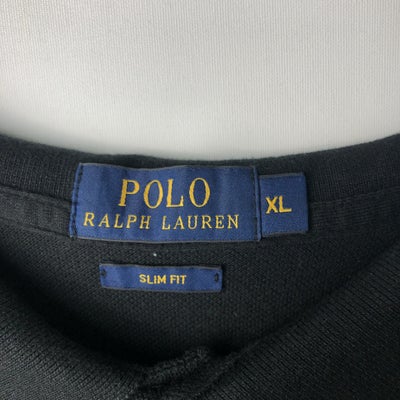 POLO
RALPH LAUREN
XL
SLIM FIT